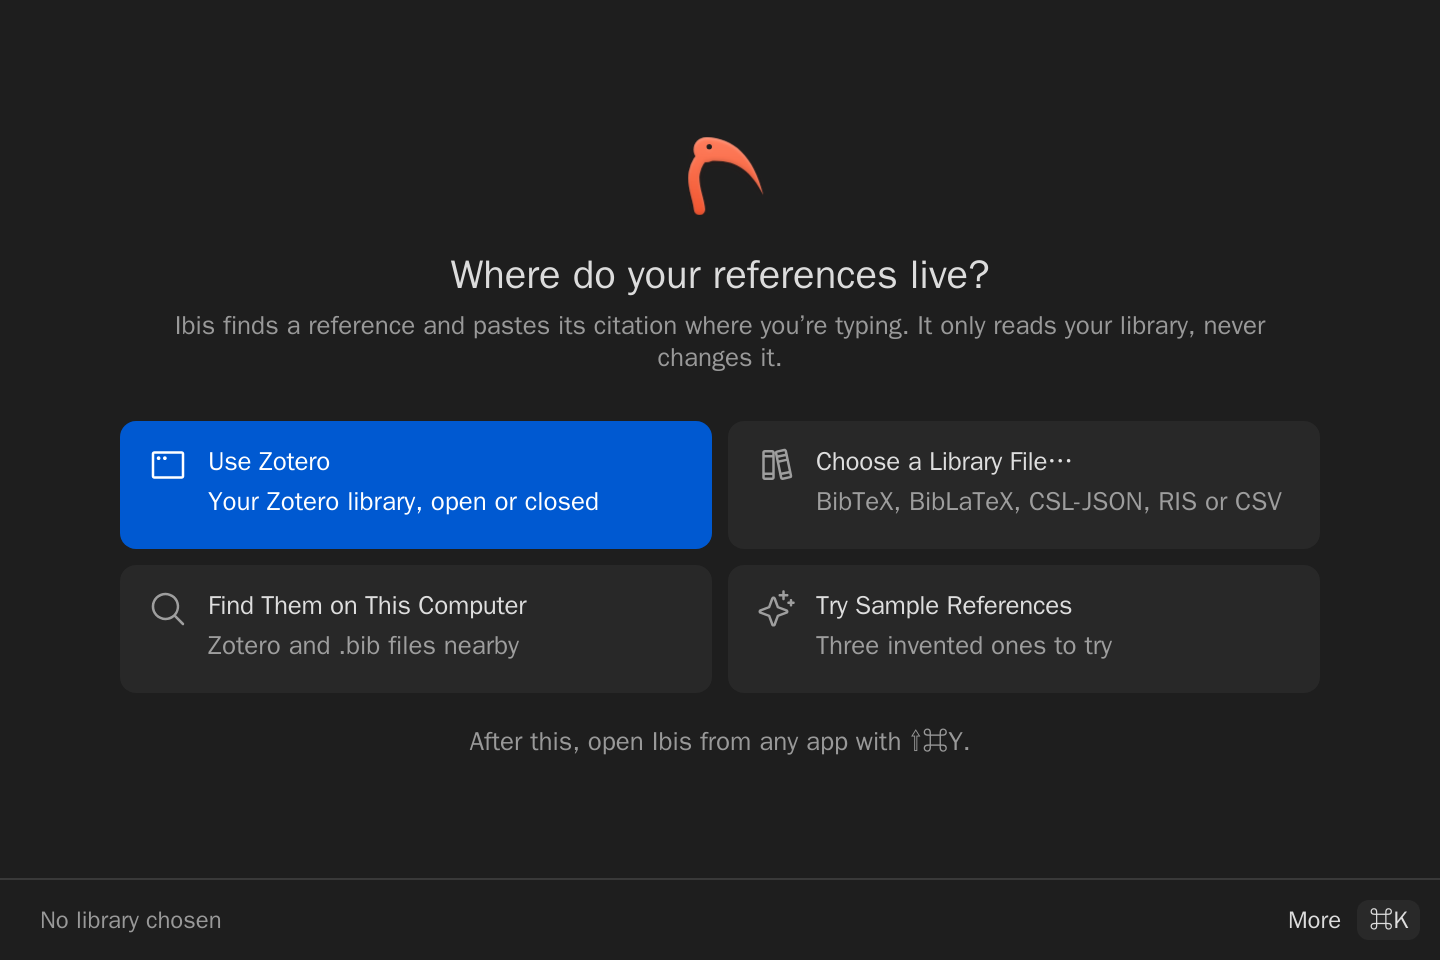 Where do your references live?
Ibis finds a reference and pastes its citation where you’re typing. It only reads your library, never
changes it.
Use Zotero
Your Zotero library, open or closed
Choose a Library File⋯
BibTeX, BibLaTeX, CSL-JSON, RIS or CSV
Find Them on This Computer
Zotero and .bib files nearby
Try Sample References
Three invented ones to try
After this, open Ibis from any app with ⇧⌘Y.
No library chosen
More ⌘K